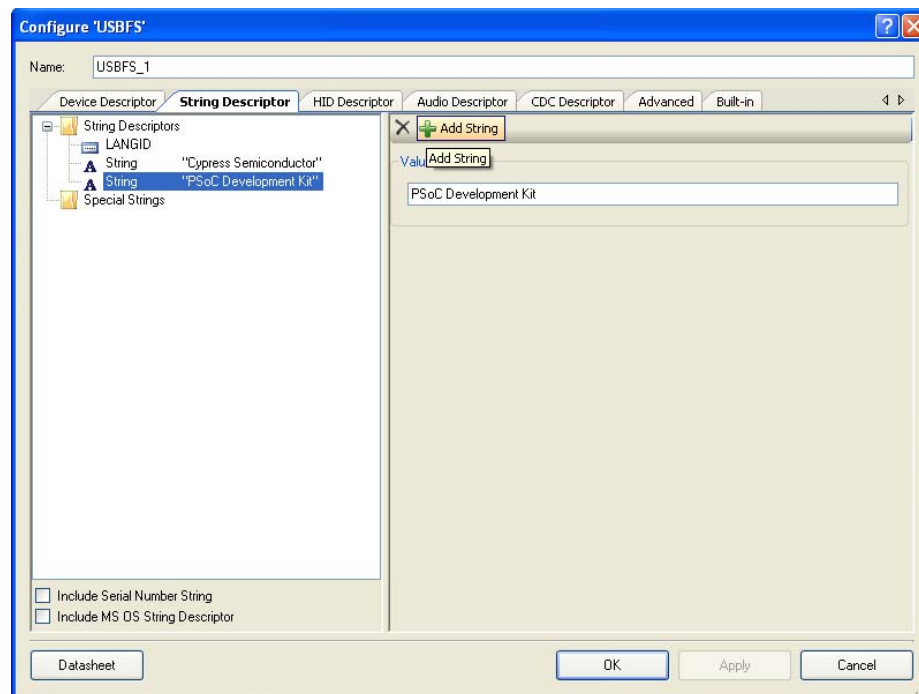 Configure 'USBFS'
Name: USBFS_1
Device Descriptor String Descriptor HID Descriptor Audio Descriptor CDC Descriptor Advanced Built-in
String Descriptors
LANGID
String "Cypress Semiconductor"
String "PSoC Development Kit"
Special Strings
Add String
Valu
Add String
PSoC Development Kit
Include Serial Number String
Include MS OS String Descriptor
Datasheet OK Apply Cancel